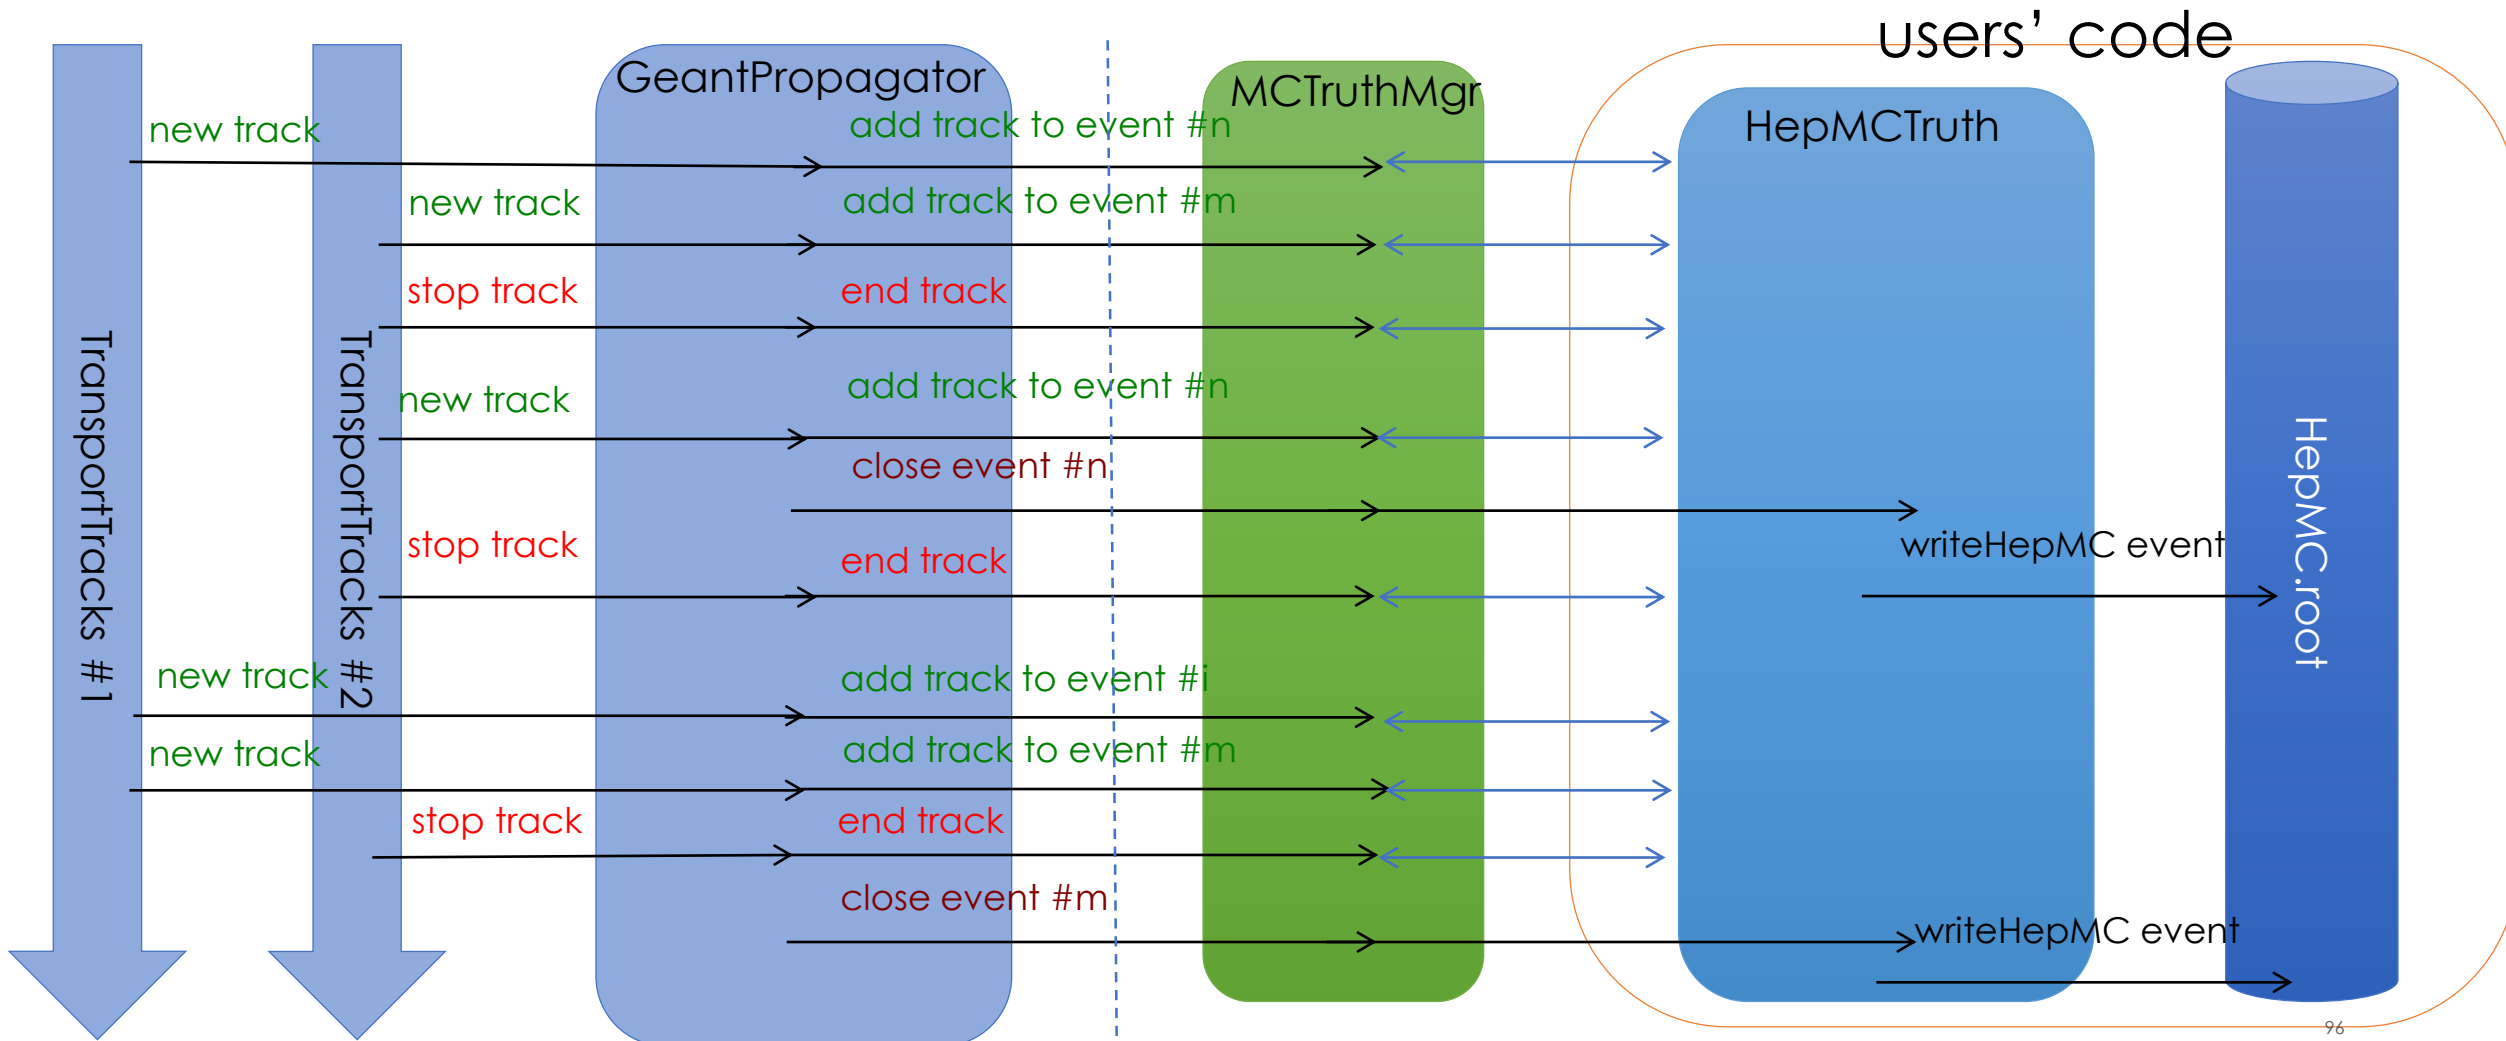 users’ code
GeantPropagator
MCTruthMgr
HepMCTruth
new track
add track to event #n
new track
add track to event #m
stop track
end track
new track
add track to event #n
close event #n
stop track
end track
writeHepMC event
TransportTracks #1
TransportTracks #2
HepMC.root
new track
add track to event #i
new track
add track to event #m
stop track
end track
close event #m
writeHepMC event
96